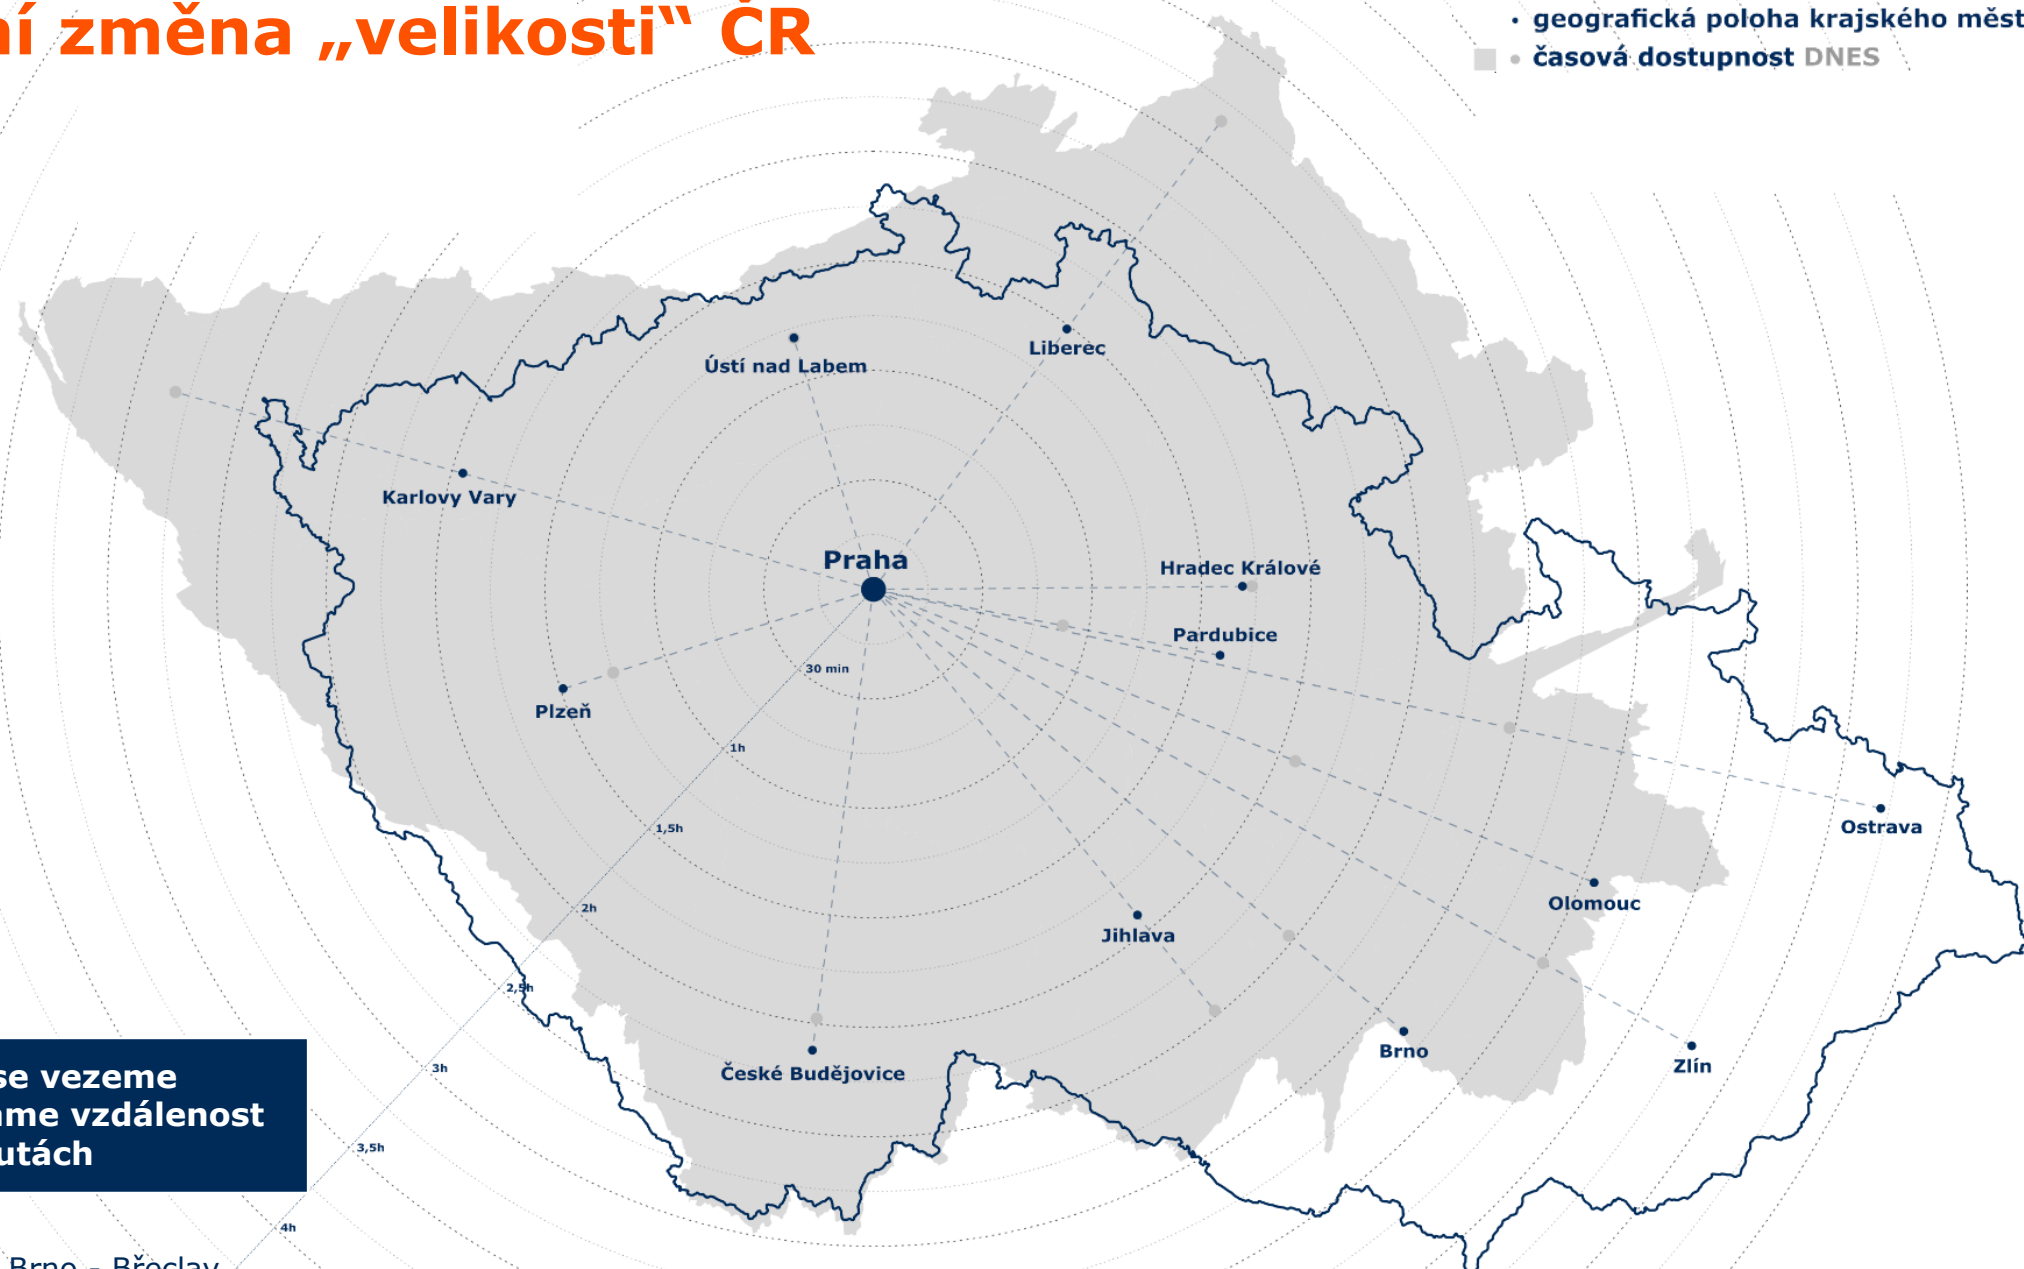 ní změna „velikosti“ ČR
geografická poloha krajského měst
časová dostupnost DNES
Ústí nad Labem
Liberec
Karlovy Vary
Praha
Hradec Králové
Pardubice
30 min
Plzeň
1h
1,5h
Ostrava
Olomouc
2h
Jihlava
2,5h
Brno
Zlín
3h
České Budějovice
se vezeme
me vzdálenost
utách
3,5h
4h
Brno - Břeclav